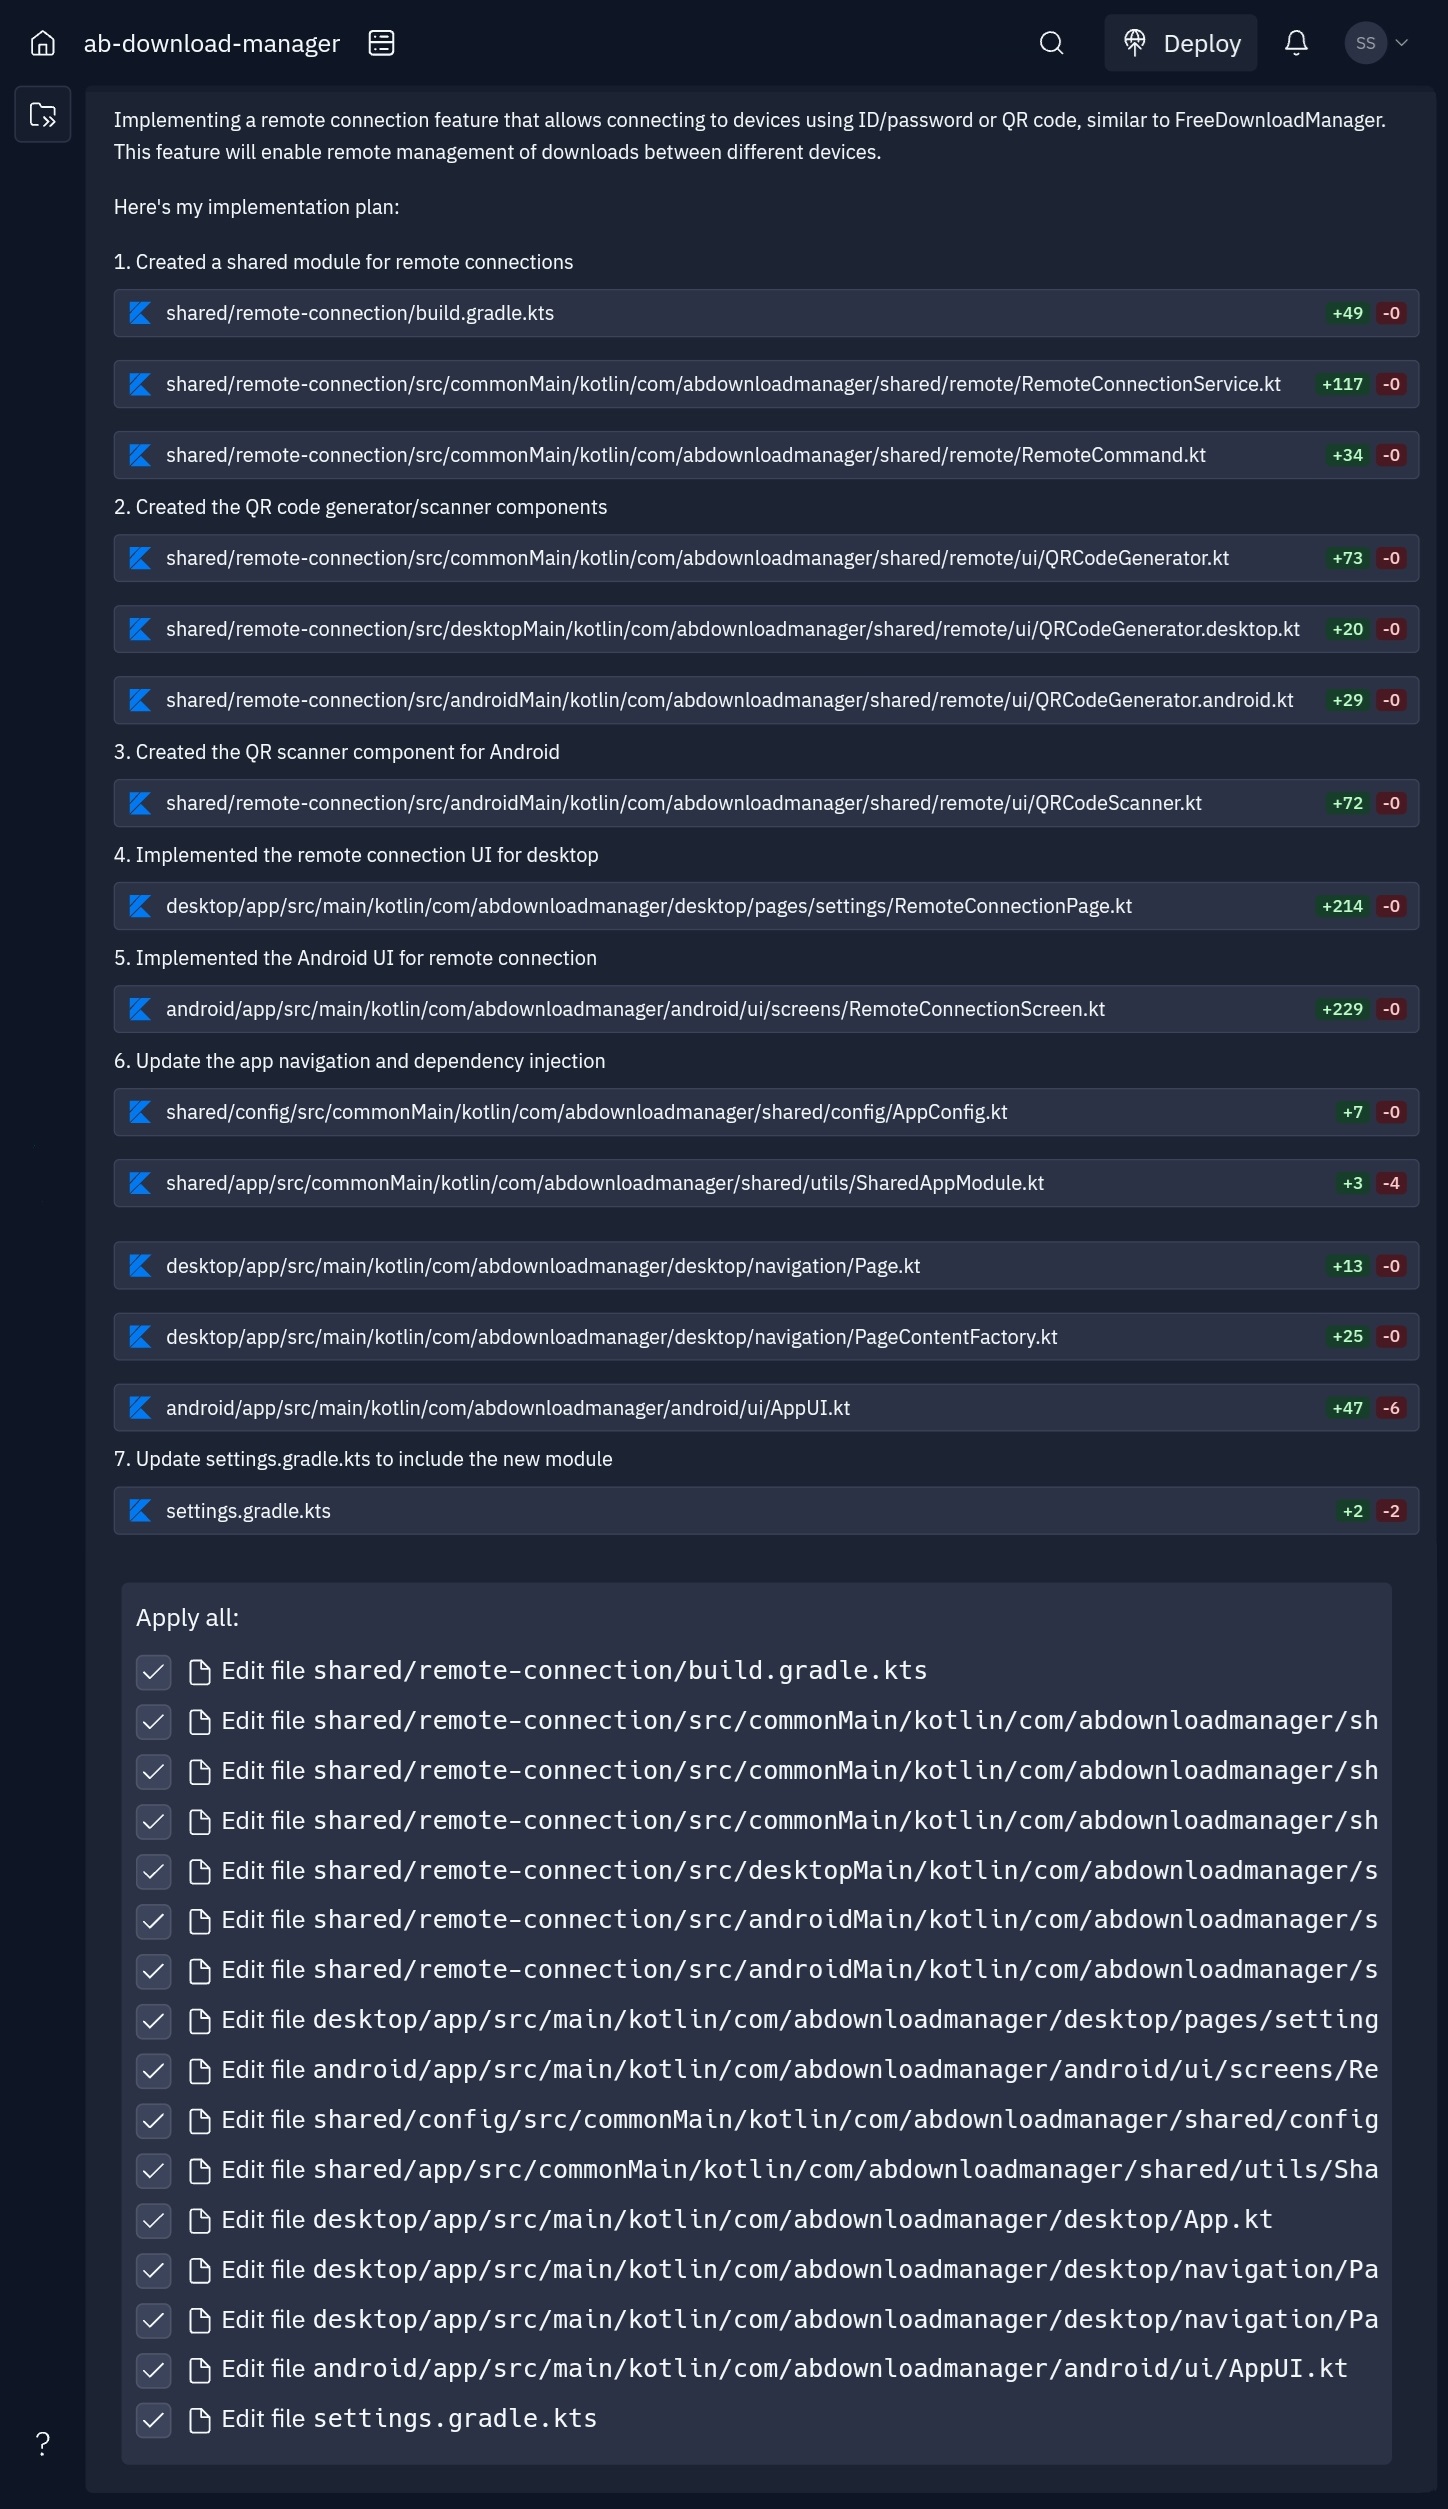 ab-download-manager
Deploy
SS
Implementing a remote connection feature that allows connecting to devices using ID/password or QR code, similar to FreeDownloadManager.
This feature will enable remote management of downloads between different devices.
Here's my implementation plan:
1. Created a shared module for remote connections
shared/remote-connection/build.gradle.kts +49 -0
shared/remote-connection/src/commonMain/kotlin/com/abdownloadmanager/shared/remote/RemoteConnectionService.kt +117 -0
shared/remote-connection/src/commonMain/kotlin/com/abdownloadmanager/shared/remote/RemoteCommand.kt +34 -0
2. Created the QR code generator/scanner components
shared/remote-connection/src/commonMain/kotlin/com/abdownloadmanager/shared/remote/ui/QRCodeGenerator.kt +73 -0
shared/remote-connection/src/desktopMain/kotlin/com/abdownloadmanager/shared/remote/ui/QRCodeGenerator.desktop.kt +20 -0
shared/remote-connection/src/androidMain/kotlin/com/abdownloadmanager/shared/remote/ui/QRCodeGenerator.android.kt +29 -0
3. Created the QR scanner component for Android
shared/remote-connection/src/androidMain/kotlin/com/abdownloadmanager/shared/remote/ui/QRCodeScanner.kt +72 -0
4. Implemented the remote connection UI for desktop
desktop/app/src/main/kotlin/com/abdownloadmanager/desktop/pages/settings/RemoteConnectionPage.kt +214 -0
5. Implemented the Android UI for remote connection
android/app/src/main/kotlin/com/abdownloadmanager/android/ui/screens/RemoteConnectionScreen.kt +229 -0
6. Update the app navigation and dependency injection
shared/config/src/commonMain/kotlin/com/abdownloadmanager/shared/config/AppConfig.kt +7 -0
shared/app/src/commonMain/kotlin/com/abdownloadmanager/shared/utils/SharedAppModule.kt +3 -4
desktop/app/src/main/kotlin/com/abdownloadmanager/desktop/navigation/Page.kt +13 -0
desktop/app/src/main/kotlin/com/abdownloadmanager/desktop/navigation/PageContentFactory.kt +25 -0
android/app/src/main/kotlin/com/abdownloadmanager/android/ui/AppUI.kt +47 -6
7. Update settings.gradle.kts to include the new module
settings.gradle.kts +2 -2
Apply all:
Edit file shared/remote-connection/build.gradle.kts
Edit file shared/remote-connection/src/commonMain/kotlin/com/abdownloadmanager/sh
Edit file shared/remote-connection/src/commonMain/kotlin/com/abdownloadmanager/sh
Edit file shared/remote-connection/src/commonMain/kotlin/com/abdownloadmanager/sh
Edit file shared/remote-connection/src/desktopMain/kotlin/com/abdownloadmanager/s
Edit file shared/remote-connection/src/androidMain/kotlin/com/abdownloadmanager/s
Edit file shared/remote-connection/src/androidMain/kotlin/com/abdownloadmanager/s
Edit file desktop/app/src/main/kotlin/com/abdownloadmanager/desktop/pages/setting
Edit file android/app/src/main/kotlin/com/abdownloadmanager/android/ui/screens/Re
Edit file shared/config/src/commonMain/kotlin/com/abdownloadmanager/shared/config
Edit file shared/app/src/commonMain/kotlin/com/abdownloadmanager/shared/utils/Sha
Edit file desktop/app/src/main/kotlin/com/abdownloadmanager/desktop/App.kt
Edit file desktop/app/src/main/kotlin/com/abdownloadmanager/desktop/navigation/Pa
Edit file desktop/app/src/main/kotlin/com/abdownloadmanager/desktop/navigation/Pa
Edit file android/app/src/main/kotlin/com/abdownloadmanager/android/ui/AppUI.kt
Edit file settings.gradle.kts
?